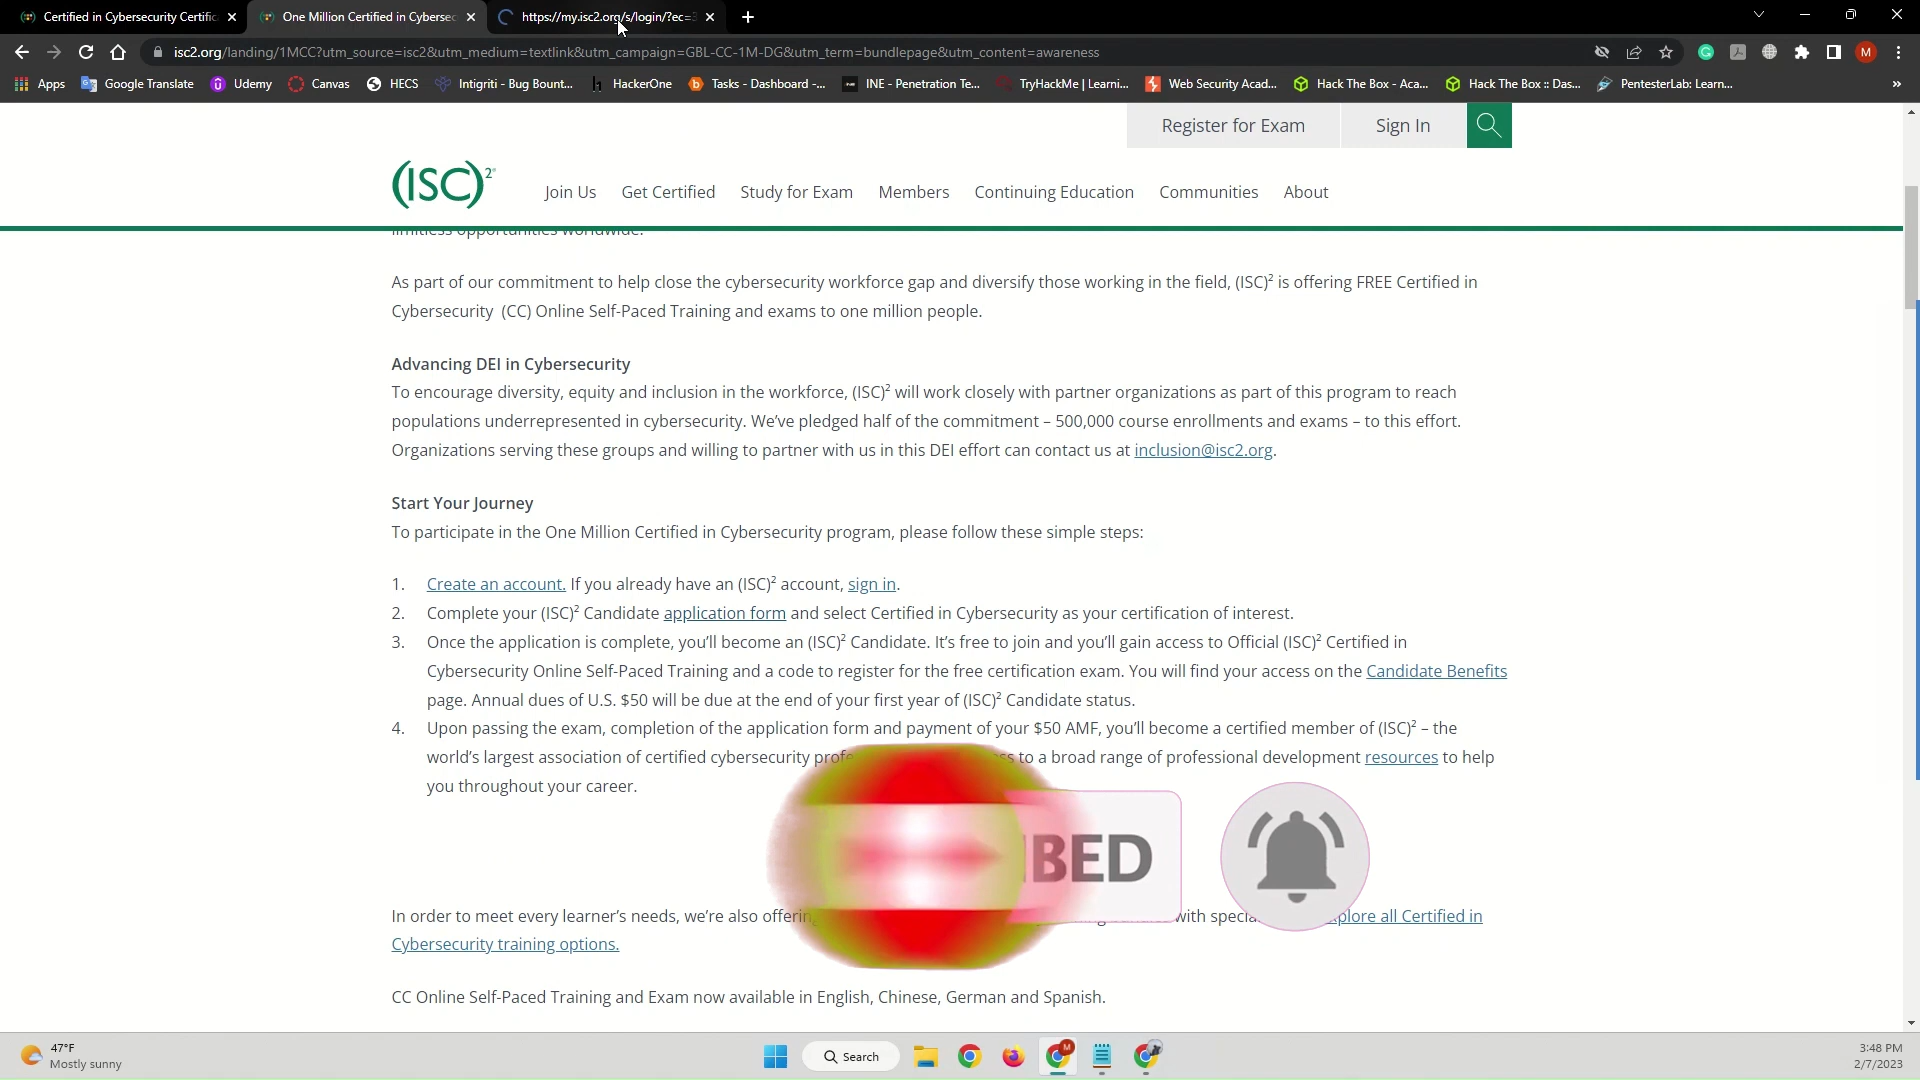 Certified in Cybersecurity Certific
One Million Certified in Cybersec
https://my.isc2.org/s/login/?ec=3
isc2.org/landing/1MCC?utm_source=isc2&utm_medium=textlink&utm_campaign=GBL-CC-1M-DG&utm_term=bundlepage&utm_content=awareness
M
Apps
Google Translate
Udemy
Canvas
HECS
Intigriti - Bug Bount...
HackerOne
Tasks - Dashboard -...
INE - Penetration Te...
TryHackMe | Learni...
Web Security Acad...
Hack The Box - Aca...
Hack The Box :: Das...
PentesterLab: Learn...
»
Register for Exam
Sign In
(ISC)²
Join Us
Get Certified
Study for Exam
Members
Continuing Education
Communities
About
limitless opportunities worldwide.
As part of our commitment to help close the cybersecurity workforce gap and diversify those working in the field, (ISC)² is offering FREE Certified in
Cybersecurity (CC) Online Self-Paced Training and exams to one million people.
Advancing DEI in Cybersecurity
To encourage diversity, equity and inclusion in the workforce, (ISC)² will work closely with partner organizations as part of this program to reach
populations underrepresented in cybersecurity. We've pledged half of the commitment – 500,000 course enrollments and exams – to this effort.
Organizations serving these groups and willing to partner with us in this DEI effort can contact us at inclusion@isc2.org.
Start Your Journey
To participate in the One Million Certified in Cybersecurity program, please follow these simple steps:
1. Create an account. If you already have an (ISC)² account, sign in.
2. Complete your (ISC)² Candidate application form and select Certified in Cybersecurity as your certification of interest.
3. Once the application is complete, you'll become an (ISC)² Candidate. It's free to join and you'll gain access to Official (ISC)² Certified in
Cybersecurity Online Self-Paced Training and a code to register for the free certification exam. You will find your access on the Candidate Benefits
page. Annual dues of U.S. $50 will be due at the end of your first year of (ISC)² Candidate status.
4. Upon passing the exam, completion of the application form and payment of your $50 AMF, you'll become a certified member of (ISC)² – the
world's largest association of certified cybersecurity to a broad range of professional development resources to help
you throughout your career.
BED
In order to meet every learner's needs, we're also with all Certified in
Cybersecurity training options.
CC Online Self-Paced Training and Exam now available in English, Chinese, German and Spanish.
47°F
Mostly sunny
Search
M
3:48 PM
2/7/2023